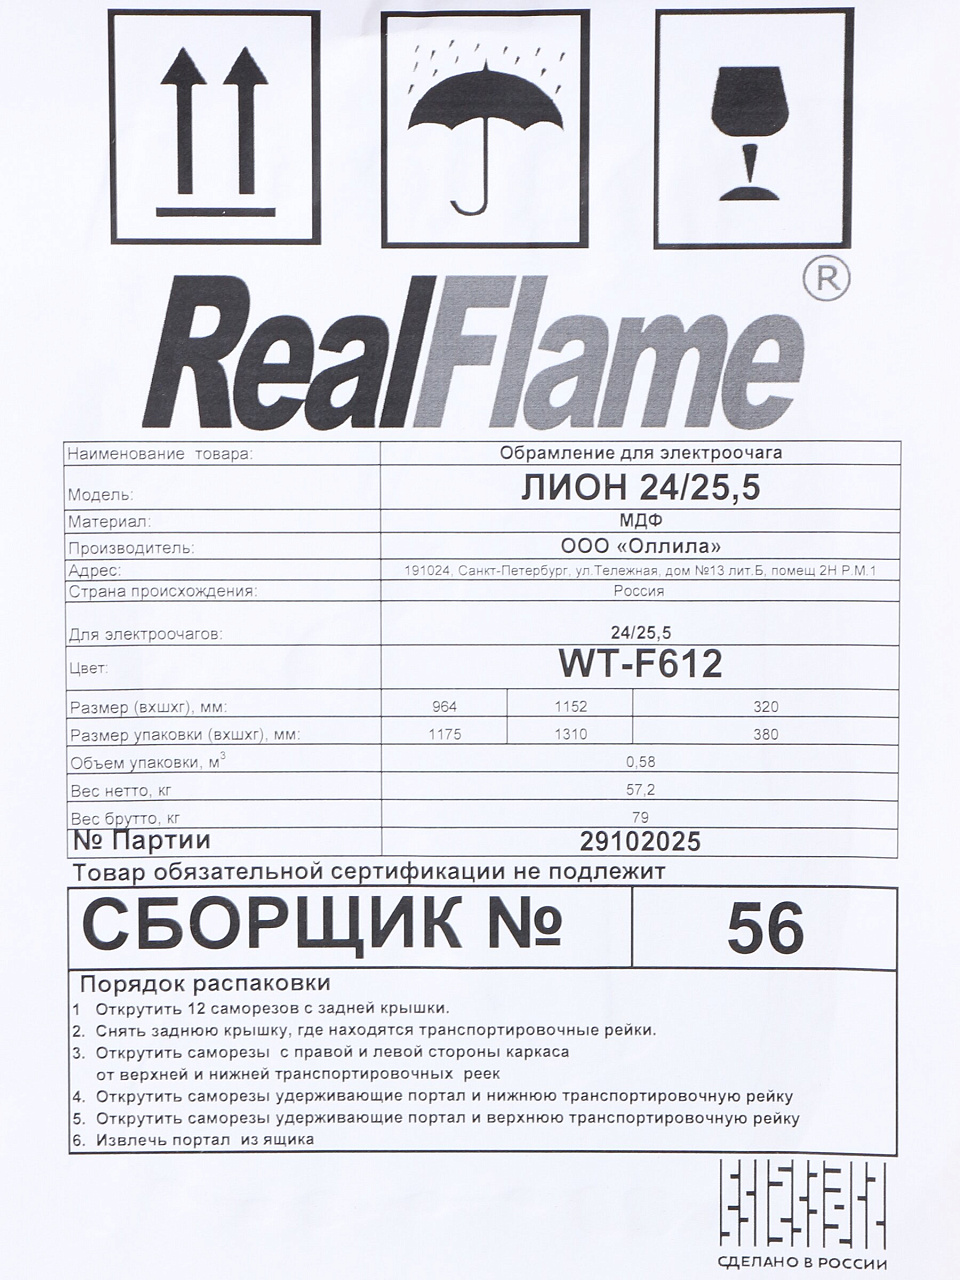 RealFlame®
Наименование товара: Обрамление для электроочага
Модель: ЛИОН 24/25,5
Материал: МДФ
Производитель: ООО «Оллила»
Адрес: 191024, Санкт-Петербург, ул.Тележная, дом №13 лит.Б, помещ 2Н Р.М.1
Страна происхождения: Россия
Для электроочагов: 24/25,5
Цвет: WT-F612
Размер (вхшхг), мм: 964 1152 320
Размер упаковки (вхшхг), мм: 1175 1310 380
Объем упаковки, м³ 0,58
Вес нетто, кг 57,2
Вес брутто, кг 79
№ Партии 29102025
Товар обязательной сертификации не подлежит
СБОРЩИК № 56
Порядок распаковки
1 Открутить 12 саморезов с задней крышки.
2. Снять заднюю крышку, где находятся транспортировочные рейки.
3. Открутить саморезы с правой и левой стороны каркаса
от верхней и нижней транспортировочных реек
4. Открутить саморезы удерживающие портал и нижнюю транспортировочную рейку
5. Открутить саморезы удерживающие портал и верхнюю транспортировочную рейку
6. Извлечь портал из ящика
СДЕЛАНО В РОССИИ